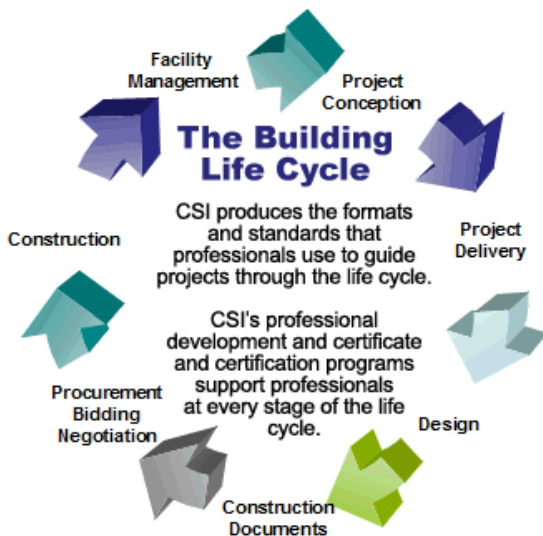 Facility
Management
Project
Conception
The Building
Life Cycle
CSI produces the formats
and standards that
professionals use to guide
projects through the life cycle.
Construction
Project
Delivery
CSI's professional
development and certificate
and certification programs
support professionals
at every stage of the life
cycle.
Procurement
Bidding
Negotiation
Design
Construction
Documents